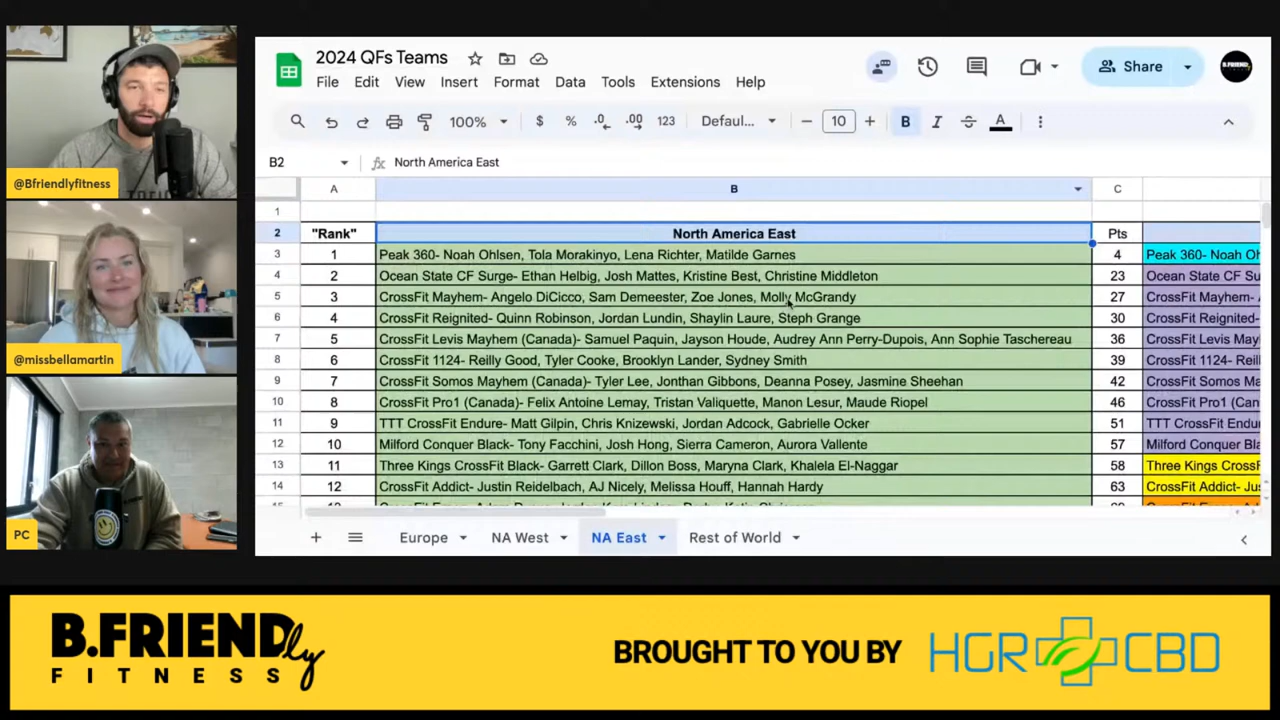 2024 QFs Teams
File Edit View Insert Format Data Tools Extensions Help
Share
100% $ % .0 .00 123 Defaul... 10 B I S A
B2 fx North America East
A B C
1
2 "Rank" North America East Pts
3 1 Peak 360- Noah Ohlsen, Tola Morakinyo, Lena Richter, Matilde Garnes 4 Peak 360- Noah Oh
4 2 Ocean State CF Surge- Ethan Helbig, Josh Mattes, Kristine Best, Christine Middleton 23 Ocean State CF Su
5 3 CrossFit Mayhem- Angelo DiCicco, Sam Demeester, Zoe Jones, Molly McGrandy 27 CrossFit Mayhem-
6 4 CrossFit Reignited- Quinn Robinson, Jordan Lundin, Shaylin Laure, Steph Grange 30 CrossFit Reignited-
7 5 CrossFit Levis Mayhem (Canada)- Samuel Paquin, Jayson Houde, Audrey Ann Perry-Dupuis, Ann Sophie Taschereau 36 CrossFit Levis May
8 6 CrossFit 1124- Reilly Good, Tyler Cooke, Brooklyn Lander, Sydney Smith 39 CrossFit 1124- Reill
9 7 CrossFit Somos Mayhem (Canada)- Tyler Lee, Jonthan Gibbons, Deanna Posey, Jasmine Sheehan 42 CrossFit Somos Ma
10 8 CrossFit Pro1 (Canada)- Felix Antoine Lemay, Tristan Valiquette, Manon Lesur, Maude Riopel 46 CrossFit Pro1 (Can
11 9 TTT CrossFit Endure- Matt Gilpin, Chris Knizewski, Jordan Adcock, Gabrielle Ocker 51 TTT CrossFit Endur
12 10 Milford Conquer Black- Tony Facchini, Josh Hong, Sierra Cameron, Aurora Vallente 57 Milford Conquer Bla
13 11 Three Kings CrossFit Black- Garrett Clark, Dillon Boss, Maryna Clark, Khalela El-Naggar 58 Three Kings CrossF
14 12 CrossFit Addict- Justin Reidelbach, AJ Nicely, Melissa Houff, Hannah Hardy 63 CrossFit Addict- Jus
Europe NA West NA East Rest of World
@Bfriendlyfitness
@missbellamartin
PC
B.FRIENDly
FITNESS
BROUGHT TO YOU BY
HGR CBD